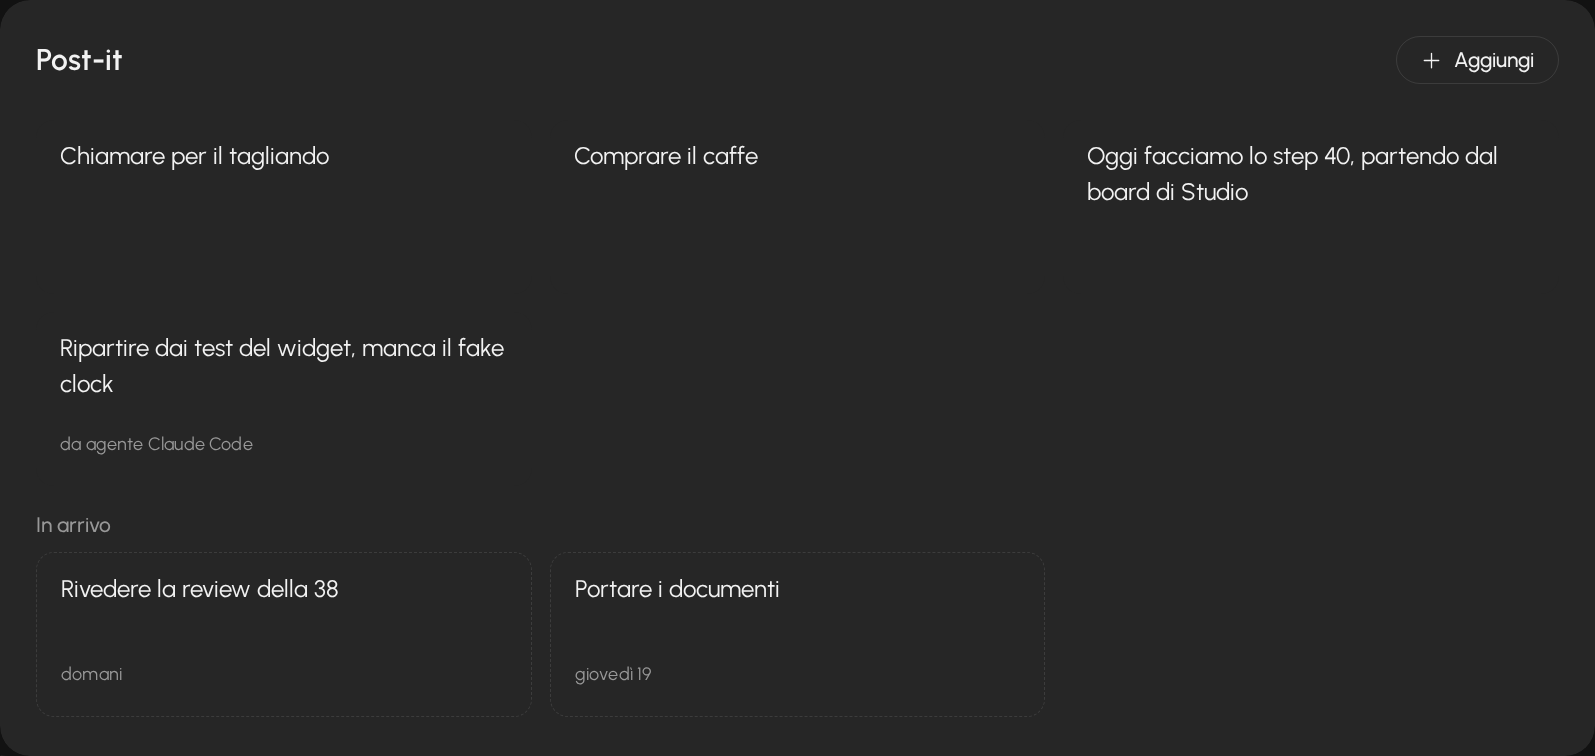 Post-it
Aggiungi
Chiamare per il tagliando
Comprare il caffe
Oggi facciamo lo step 40, partendo dal
board di Studio
Ripartire dai test del widget, manca il fake
clock
da agente Claude Code
In arrivo
Rivedere la review della 38
domani
Portare i documenti
giovedì 19